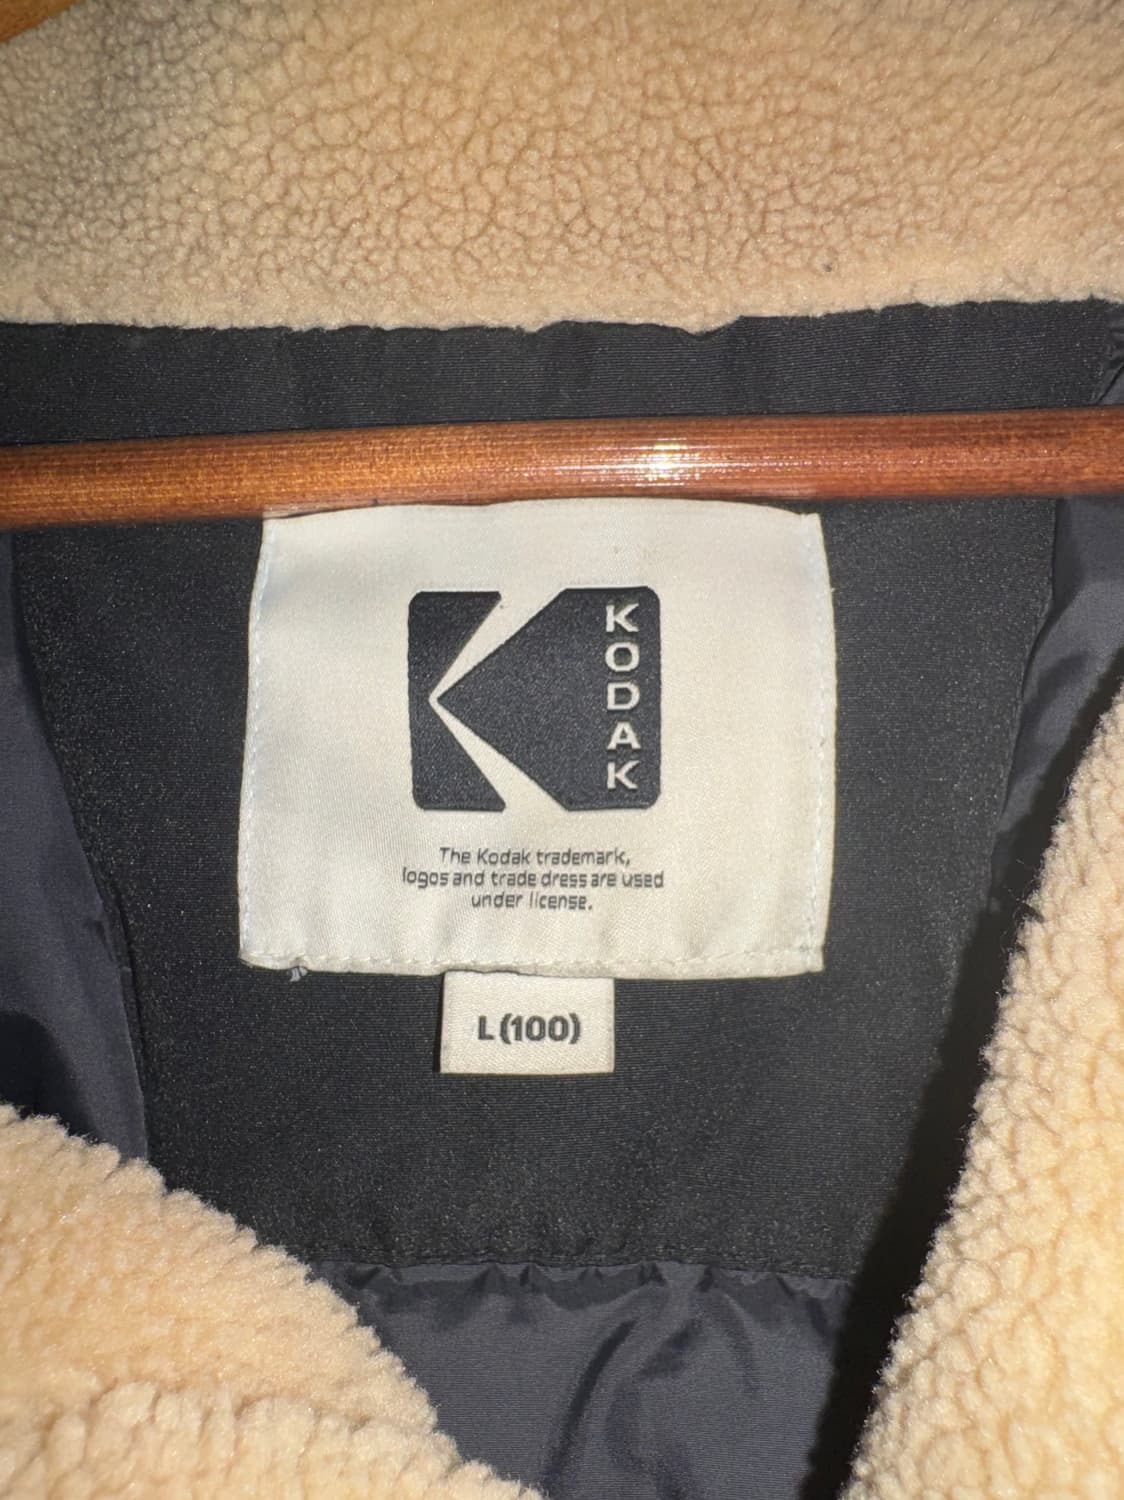 KODAK
The Kodak trademark,
logos and trade dress are used
under license.
L (100)